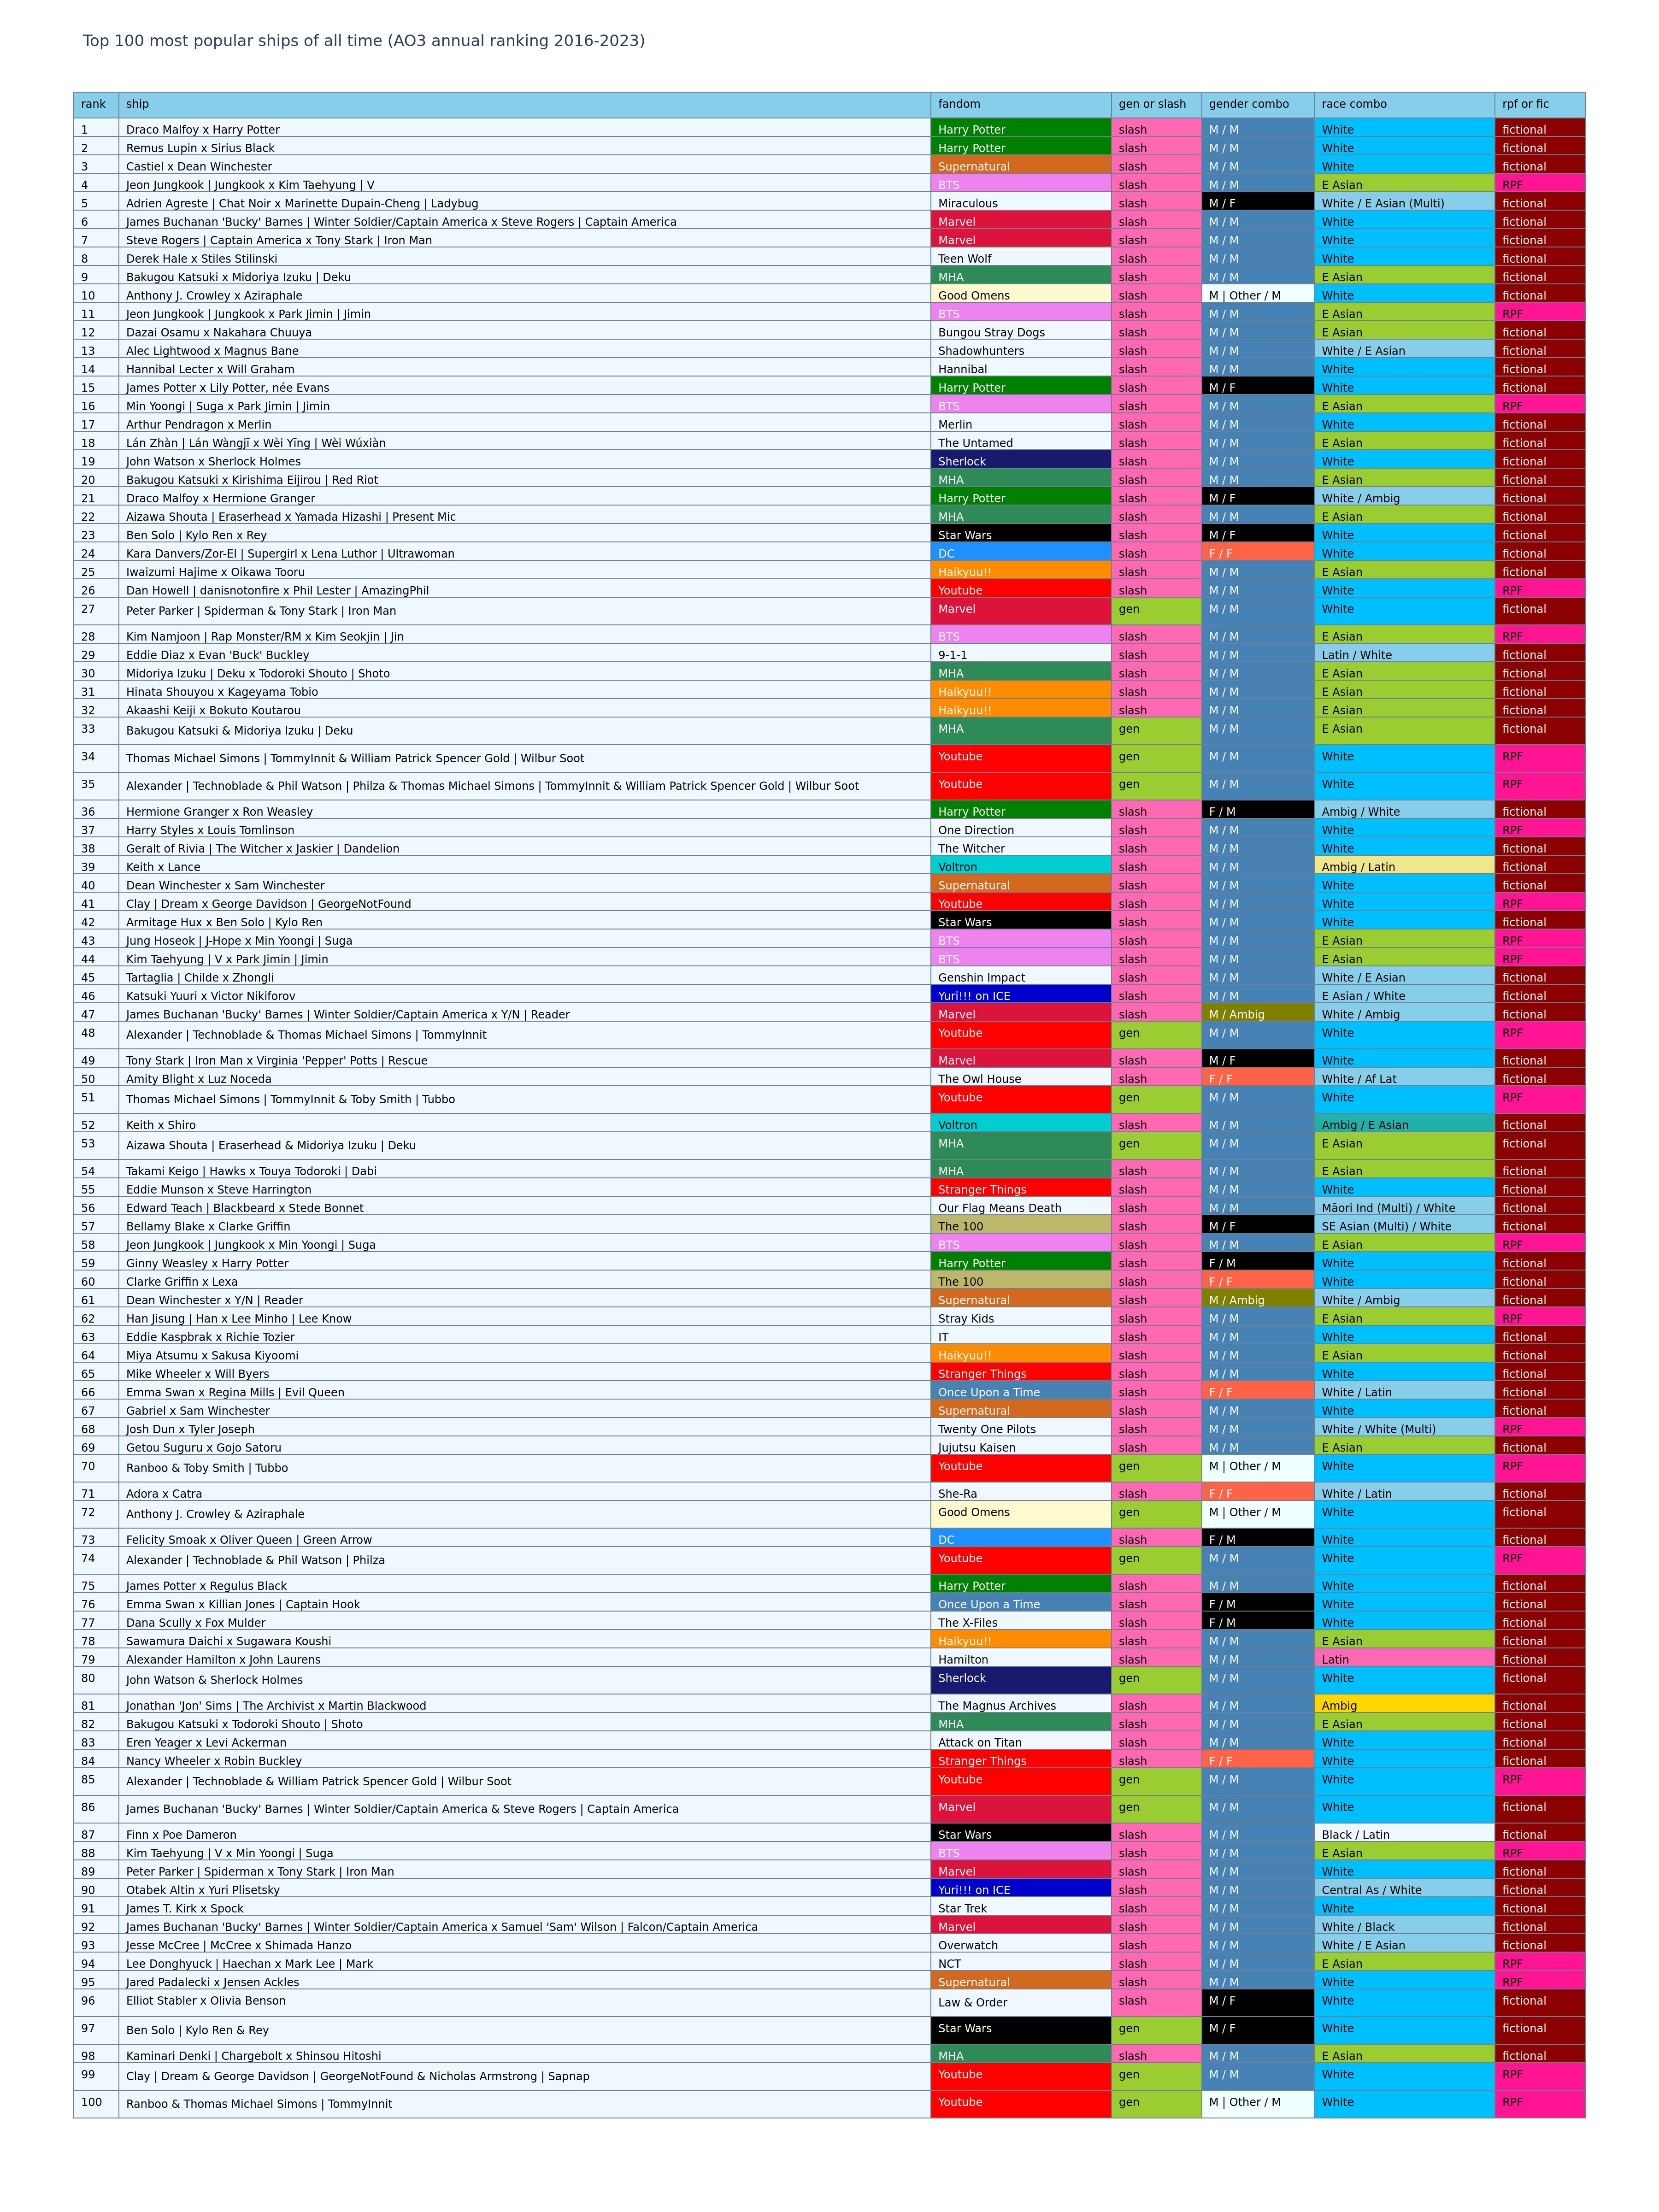 Top 100 most popular ships of all time (AO3 annual ranking 2016-2023)
rank ship fandom gen or slash gender combo race combo rpf or fic
1 Draco Malfoy x Harry Potter Harry Potter slash M / M White fictional
2 Remus Lupin x Sirius Black Harry Potter slash M / M White fictional
3 Castiel x Dean Winchester Supernatural slash M / M White fictional
4 Jeon Jungkook | Jungkook x Kim Taehyung | V BTS slash M / M E Asian RPF
5 Adrien Agreste | Chat Noir x Marinette Dupain-Cheng | Ladybug Miraculous slash M / F White / E Asian (Multi) fictional
6 James Buchanan 'Bucky' Barnes | Winter Soldier/Captain America x Steve Rogers | Captain America Marvel slash M / M White fictional
7 Steve Rogers | Captain America x Tony Stark | Iron Man Marvel slash M / M White fictional
8 Derek Hale x Stiles Stilinski Teen Wolf slash M / M White fictional
9 Bakugou Katsuki x Midoriya Izuku | Deku MHA slash M / M E Asian fictional
10 Anthony J. Crowley x Aziraphale Good Omens slash M | Other / M White fictional
11 Jeon Jungkook | Jungkook x Park Jimin | Jimin BTS slash M / M E Asian RPF
12 Dazai Osamu x Nakahara Chuuya Bungou Stray Dogs slash M / M E Asian fictional
13 Alec Lightwood x Magnus Bane Shadowhunters slash M / M White / E Asian fictional
14 Hannibal Lecter x Will Graham Hannibal slash M / M White fictional
15 James Potter x Lily Potter, née Evans Harry Potter slash M / F White fictional
16 Min Yoongi | Suga x Park Jimin | Jimin BTS slash M / M E Asian RPF
17 Arthur Pendragon x Merlin Merlin slash M / M White fictional
18 Lán Zhàn | Lán Wàngjī x Wèi Yīng | Wèi Wúxiàn The Untamed slash M / M E Asian fictional
19 John Watson x Sherlock Holmes Sherlock slash M / M White fictional
20 Bakugou Katsuki x Kirishima Eijirou | Red Riot MHA slash M / M E Asian fictional
21 Draco Malfoy x Hermione Granger Harry Potter slash M / F White / Ambig fictional
22 Aizawa Shouta | Eraserhead x Yamada Hizashi | Present Mic MHA slash M / M E Asian fictional
23 Ben Solo | Kylo Ren x Rey Star Wars slash M / F White fictional
24 Kara Danvers/Zor-El | Supergirl x Lena Luthor | Ultrawoman DC slash F / F White fictional
25 Iwaizumi Hajime x Oikawa Tooru Haikyuu!! slash M / M E Asian fictional
26 Dan Howell | danisnotonfire x Phil Lester | AmazingPhil Youtube slash M / M White RPF
27 Peter Parker | Spiderman & Tony Stark | Iron Man Marvel gen M / M White fictional
28 Kim Namjoon | Rap Monster/RM x Kim Seokjin | Jin BTS slash M / M E Asian RPF
29 Eddie Diaz x Evan 'Buck' Buckley 9-1-1 slash M / M Latin / White fictional
30 Midoriya Izuku | Deku x Todoroki Shouto | Shoto MHA slash M / M E Asian fictional
31 Hinata Shouyou x Kageyama Tobio Haikyuu!! slash M / M E Asian fictional
32 Akaashi Keiji x Bokuto Koutarou Haikyuu!! slash M / M E Asian fictional
33 Bakugou Katsuki & Midoriya Izuku | Deku MHA gen M / M E Asian fictional
34 Thomas Michael Simons | TommyInnit & William Patrick Spencer Gold | Wilbur Soot Youtube gen M / M White RPF
35 Alexander | Technoblade & Phil Watson | Philza & Thomas Michael Simons | TommyInnit & William Patrick Spencer Gold | Wilbur Soot Youtube gen M / M White RPF
36 Hermione Granger x Ron Weasley Harry Potter slash F / M Ambig / White fictional
37 Harry Styles x Louis Tomlinson One Direction slash M / M White RPF
38 Geralt of Rivia | The Witcher x Jaskier | Dandelion The Witcher slash M / M White fictional
39 Keith x Lance Voltron slash M / M Ambig / Latin fictional
40 Dean Winchester x Sam Winchester Supernatural slash M / M White fictional
41 Clay | Dream x George Davidson | GeorgeNotFound Youtube slash M / M White RPF
42 Armitage Hux x Ben Solo | Kylo Ren Star Wars slash M / M White fictional
43 Jung Hoseok | J-Hope x Min Yoongi | Suga BTS slash M / M E Asian RPF
44 Kim Taehyung | V x Park Jimin | Jimin BTS slash M / M E Asian RPF
45 Tartaglia | Childe x Zhongli Genshin Impact slash M / M White / E Asian fictional
46 Katsuki Yuuri x Victor Nikiforov Yuri!!! on ICE slash M / M E Asian / White fictional
47 James Buchanan 'Bucky' Barnes | Winter Soldier/Captain America x Y/N | Reader Marvel slash M / Ambig White / Ambig fictional
48 Alexander | Technoblade & Thomas Michael Simons | TommyInnit Youtube gen M / M White RPF
49 Tony Stark | Iron Man x Virginia 'Pepper' Potts | Rescue Marvel slash M / F White fictional
50 Amity Blight x Luz Noceda The Owl House slash F / F White / Af Lat fictional
51 Thomas Michael Simons | TommyInnit & Toby Smith | Tubbo Youtube gen M / M White RPF
52 Keith x Shiro Voltron slash M / M Ambig / E Asian fictional
53 Aizawa Shouta | Eraserhead & Midoriya Izuku | Deku MHA gen M / M E Asian fictional
54 Takami Keigo | Hawks x Touya Todoroki | Dabi MHA slash M / M E Asian fictional
55 Eddie Munson x Steve Harrington Stranger Things slash M / M White fictional
56 Edward Teach | Blackbeard x Stede Bonnet Our Flag Means Death slash M / M Māori Ind (Multi) / White fictional
57 Bellamy Blake x Clarke Griffin The 100 slash M / F SE Asian (Multi) / White fictional
58 Jeon Jungkook | Jungkook x Min Yoongi | Suga BTS slash M / M E Asian RPF
59 Ginny Weasley x Harry Potter Harry Potter slash F / M White fictional
60 Clarke Griffin x Lexa The 100 slash F / F White fictional
61 Dean Winchester x Y/N | Reader Supernatural slash M / Ambig White / Ambig fictional
62 Han Jisung | Han x Lee Minho | Lee Know Stray Kids slash M / M E Asian RPF
63 Eddie Kaspbrak x Richie Tozier IT slash M / M White fictional
64 Miya Atsumu x Sakusa Kiyoomi Haikyuu!! slash M / M E Asian fictional
65 Mike Wheeler x Will Byers Stranger Things slash M / M White fictional
66 Emma Swan x Regina Mills | Evil Queen Once Upon a Time slash F / F White / Latin fictional
67 Gabriel x Sam Winchester Supernatural slash M / M White fictional
68 Josh Dun x Tyler Joseph Twenty One Pilots slash M / M White / White (Multi) RPF
69 Getou Suguru x Gojo Satoru Jujutsu Kaisen slash M / M E Asian fictional
70 Ranboo & Toby Smith | Tubbo Youtube gen M | Other / M White RPF
71 Adora x Catra She-Ra slash F / F White / Latin fictional
72 Anthony J. Crowley & Aziraphale Good Omens gen M | Other / M White fictional
73 Felicity Smoak x Oliver Queen | Green Arrow DC slash F / M White fictional
74 Alexander | Technoblade & Phil Watson | Philza Youtube gen M / M White RPF
75 James Potter x Regulus Black Harry Potter slash M / M White fictional
76 Emma Swan x Killian Jones | Captain Hook Once Upon a Time slash F / M White fictional
77 Dana Scully x Fox Mulder The X-Files slash F / M White fictional
78 Sawamura Daichi x Sugawara Koushi Haikyuu!! slash M / M E Asian fictional
79 Alexander Hamilton x John Laurens Hamilton slash M / M Latin fictional
80 John Watson & Sherlock Holmes Sherlock gen M / M White fictional
81 Jonathan 'Jon' Sims | The Archivist x Martin Blackwood The Magnus Archives slash M / M Ambig fictional
82 Bakugou Katsuki x Todoroki Shouto | Shoto MHA slash M / M E Asian fictional
83 Eren Yeager x Levi Ackerman Attack on Titan slash M / M White fictional
84 Nancy Wheeler x Robin Buckley Stranger Things slash F / F White fictional
85 Alexander | Technoblade & William Patrick Spencer Gold | Wilbur Soot Youtube gen M / M White RPF
86 James Buchanan 'Bucky' Barnes | Winter Soldier/Captain America & Steve Rogers | Captain America Marvel gen M / M White fictional
87 Finn x Poe Dameron Star Wars slash M / M Black / Latin fictional
88 Kim Taehyung | V x Min Yoongi | Suga BTS slash M / M E Asian RPF
89 Peter Parker | Spiderman x Tony Stark | Iron Man Marvel slash M / M White fictional
90 Otabek Altin x Yuri Plisetsky Yuri!!! on ICE slash M / M Central As / White fictional
91 James T. Kirk x Spock Star Trek slash M / M White fictional
92 James Buchanan 'Bucky' Barnes | Winter Soldier/Captain America x Samuel 'Sam' Wilson | Falcon/Captain America Marvel slash M / M White / Black fictional
93 Jesse McCree | McCree x Shimada Hanzo Overwatch slash M / M White / E Asian fictional
94 Lee Donghyuck | Haechan x Mark Lee | Mark NCT slash M / M E Asian RPF
95 Jared Padalecki x Jensen Ackles Supernatural slash M / M White RPF
96 Elliot Stabler x Olivia Benson Law & Order slash M / F White fictional
97 Ben Solo | Kylo Ren & Rey Star Wars gen M / F White fictional
98 Kaminari Denki | Chargebolt x Shinsou Hitoshi MHA slash M / M E Asian fictional
99 Clay | Dream & George Davidson | GeorgeNotFound & Nicholas Armstrong | Sapnap Youtube gen M / M White RPF
100 Ranboo & Thomas Michael Simons | TommyInnit Youtube gen M | Other / M White RPF